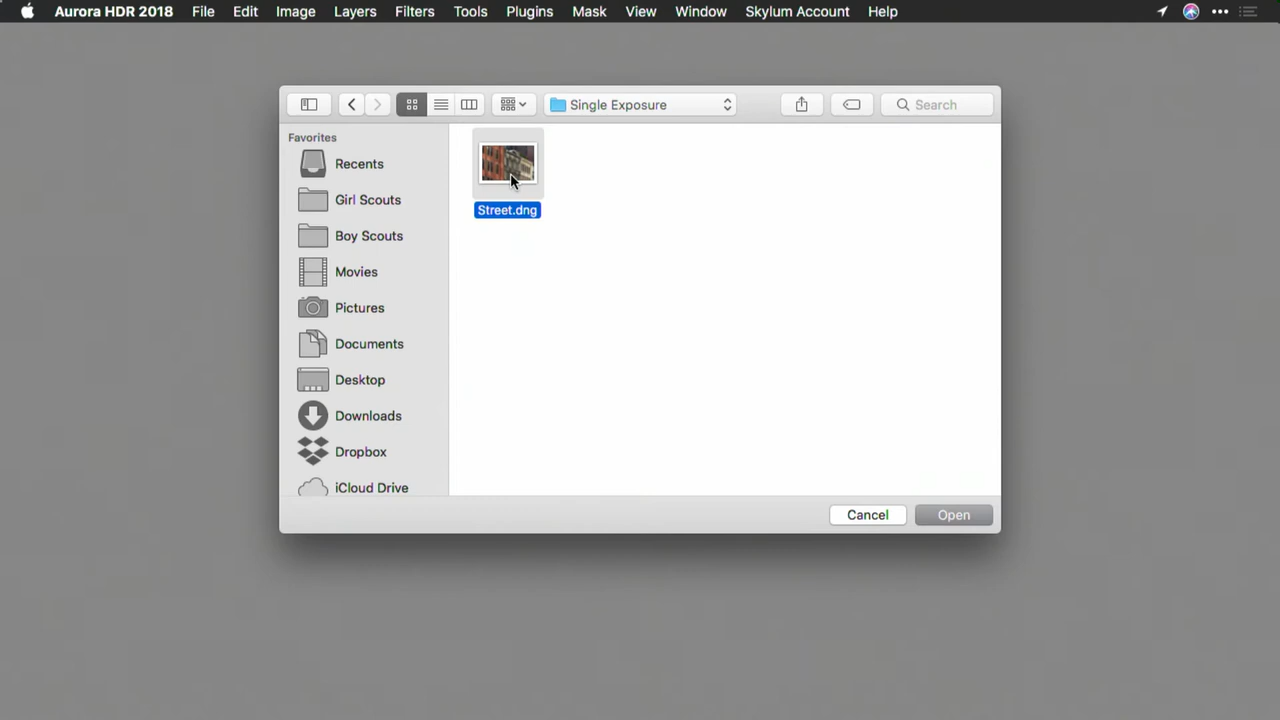 Aurora HDR 2018 File Edit Image Layers Filters Tools Plugins Mask View Window Skylum Account Help
Single Exposure
Search
Favorites
Recents
Girl Scouts
Boy Scouts
Movies
Pictures
Documents
Desktop
Downloads
Dropbox
iCloud Drive
Street.dng
Cancel
Open